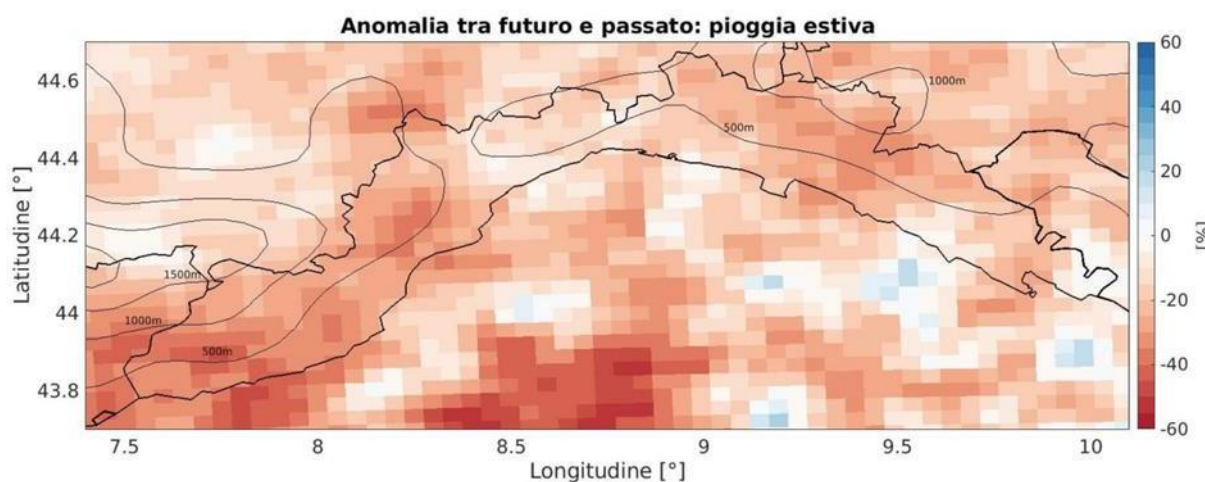 Anomalia tra futuro e passato: pioggia estiva
Latitudine [°]
44.6
44.4
44.2
44
43.8
1000m
500m
1500m
1000m
500m
60
40
20
0
-20
-40
-60
[%]
7.5
8
8.5
9
9.5
10
Longitudine [°]